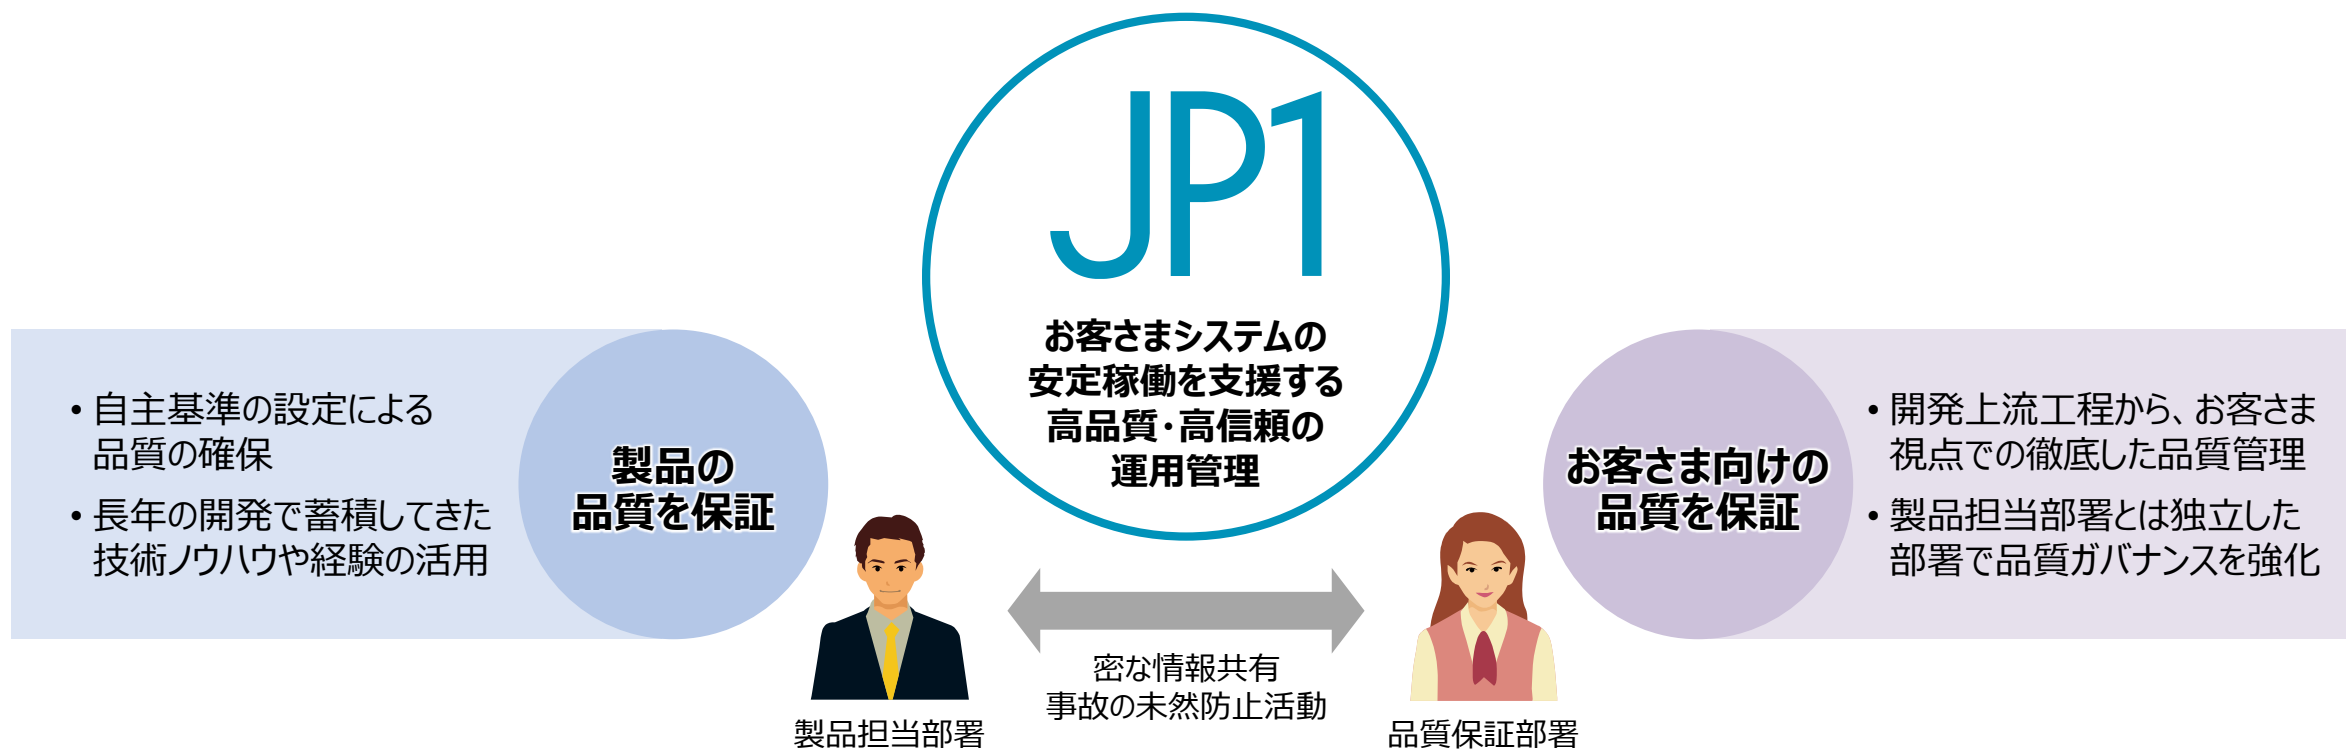 JP1
お客さまシステムの
安定稼働を支援する
高品質・高信頼の
運用管理
・自主基準の設定による
品質の確保
・長年の開発で蓄積してきた
技術ノウハウや経験の活用
製品の
品質を保証
お客さま向けの
品質を保証
・開発上流工程から、お客さま
視点での徹底した品質管理
・製品担当部署とは独立した
部署で品質ガバナンスを強化
密な情報共有
事故の未然防止活動
製品担当部署
品質保証部署